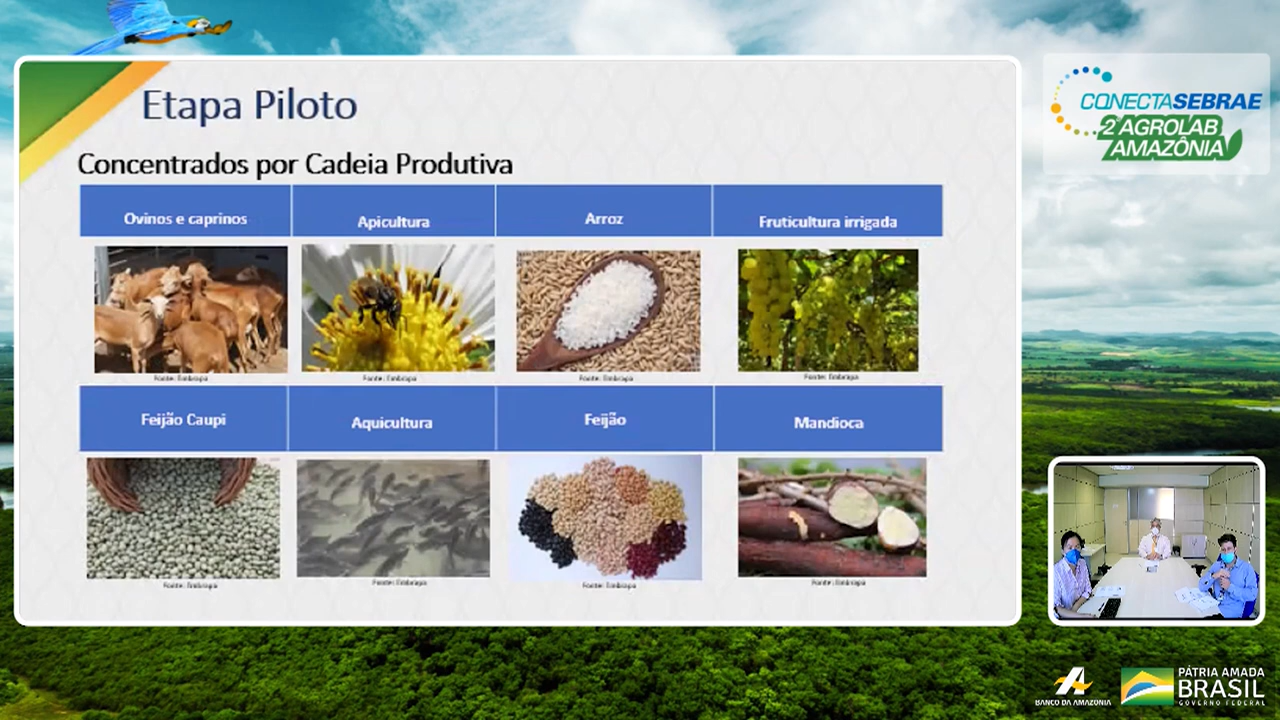 Etapa Piloto
Concentrados por Cadeia Produtiva
Ovinos e caprinos
Apicultura
Arroz
Fruticultura irrigada
Fonte: Embrapa
Fonte: Embrapa
Fonte: Embrapa
Fonte: Embrapa
Feijão Caupi
Aquicultura
Feijão
Mandioca
Fonte: Embrapa
Fonte: Embrapa
Fonte: Embrapa
Fonte: Embrapa
CONECTASEBRAE
2º AGROLAB
AMAZÔNIA
BANCO DA AMAZÔNIA
PÁTRIA AMADA
BRASIL
GOVERNO FEDERAL